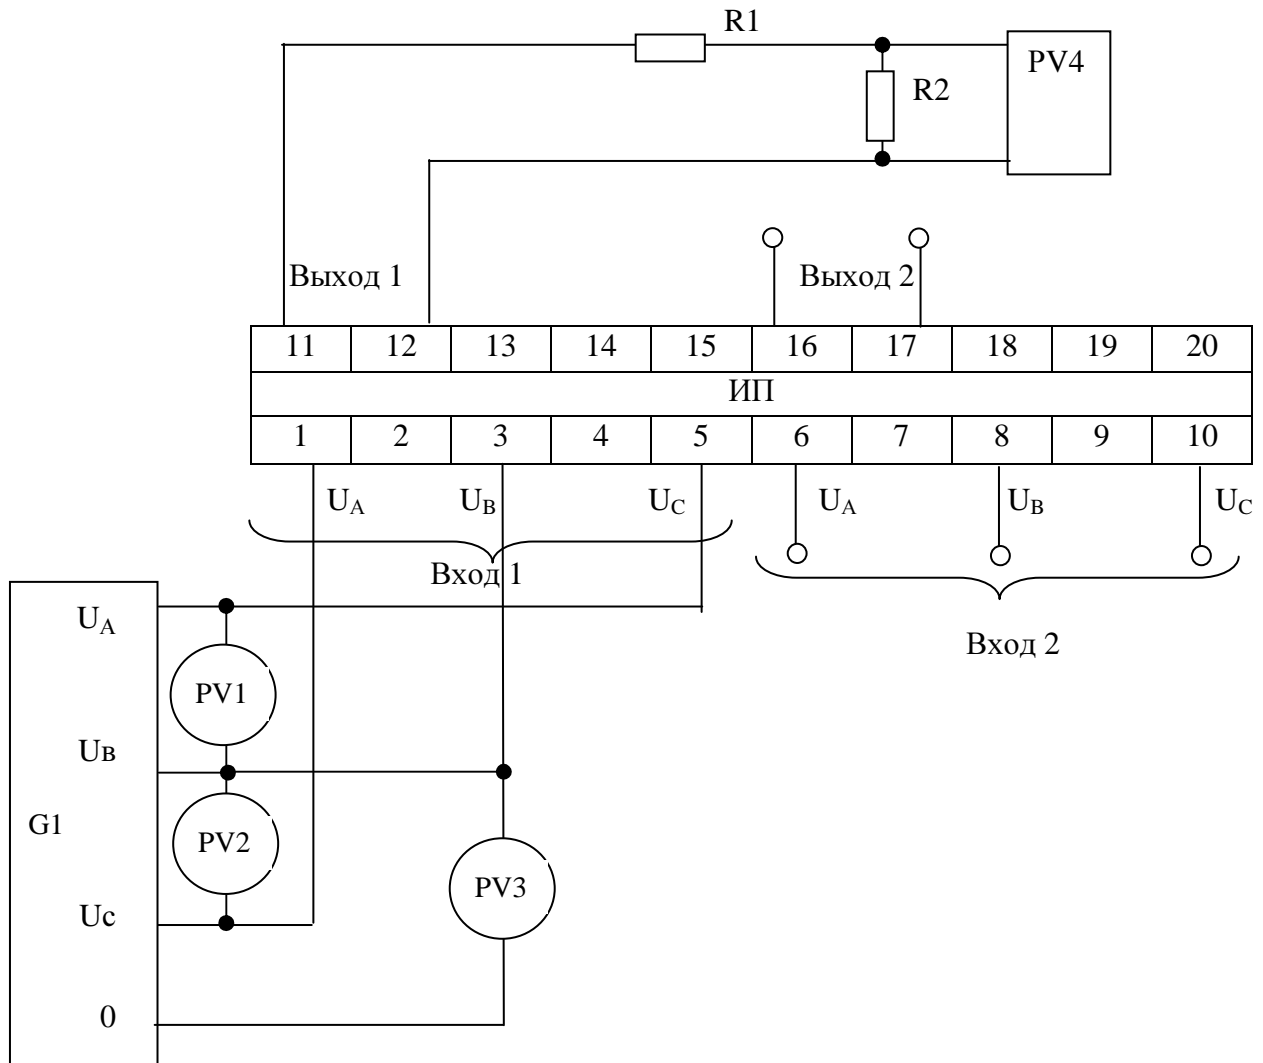 R1
PV4
R2
Выход 1
Выход 2
11 12 13 14 15 16 17 18 19 20
ИП
1 2 3 4 5 6 7 8 9 10
UA UB UC UA UB UC
Вход 1
Вход 2
UA
PV1
UB
G1
PV2
PV3
Uc
0